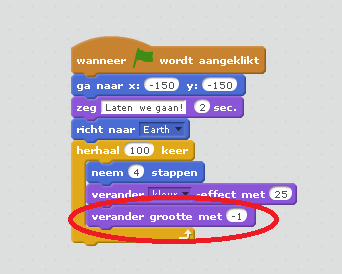 wanneer wordt aangeklikt
ga naar x: -150 y: -150
zeg Laten we gaan! 2 sec.
richt naar Earth
herhaal 100 keer
neem 4 stappen
verander kleur -effect met 25
verander grootte met -1